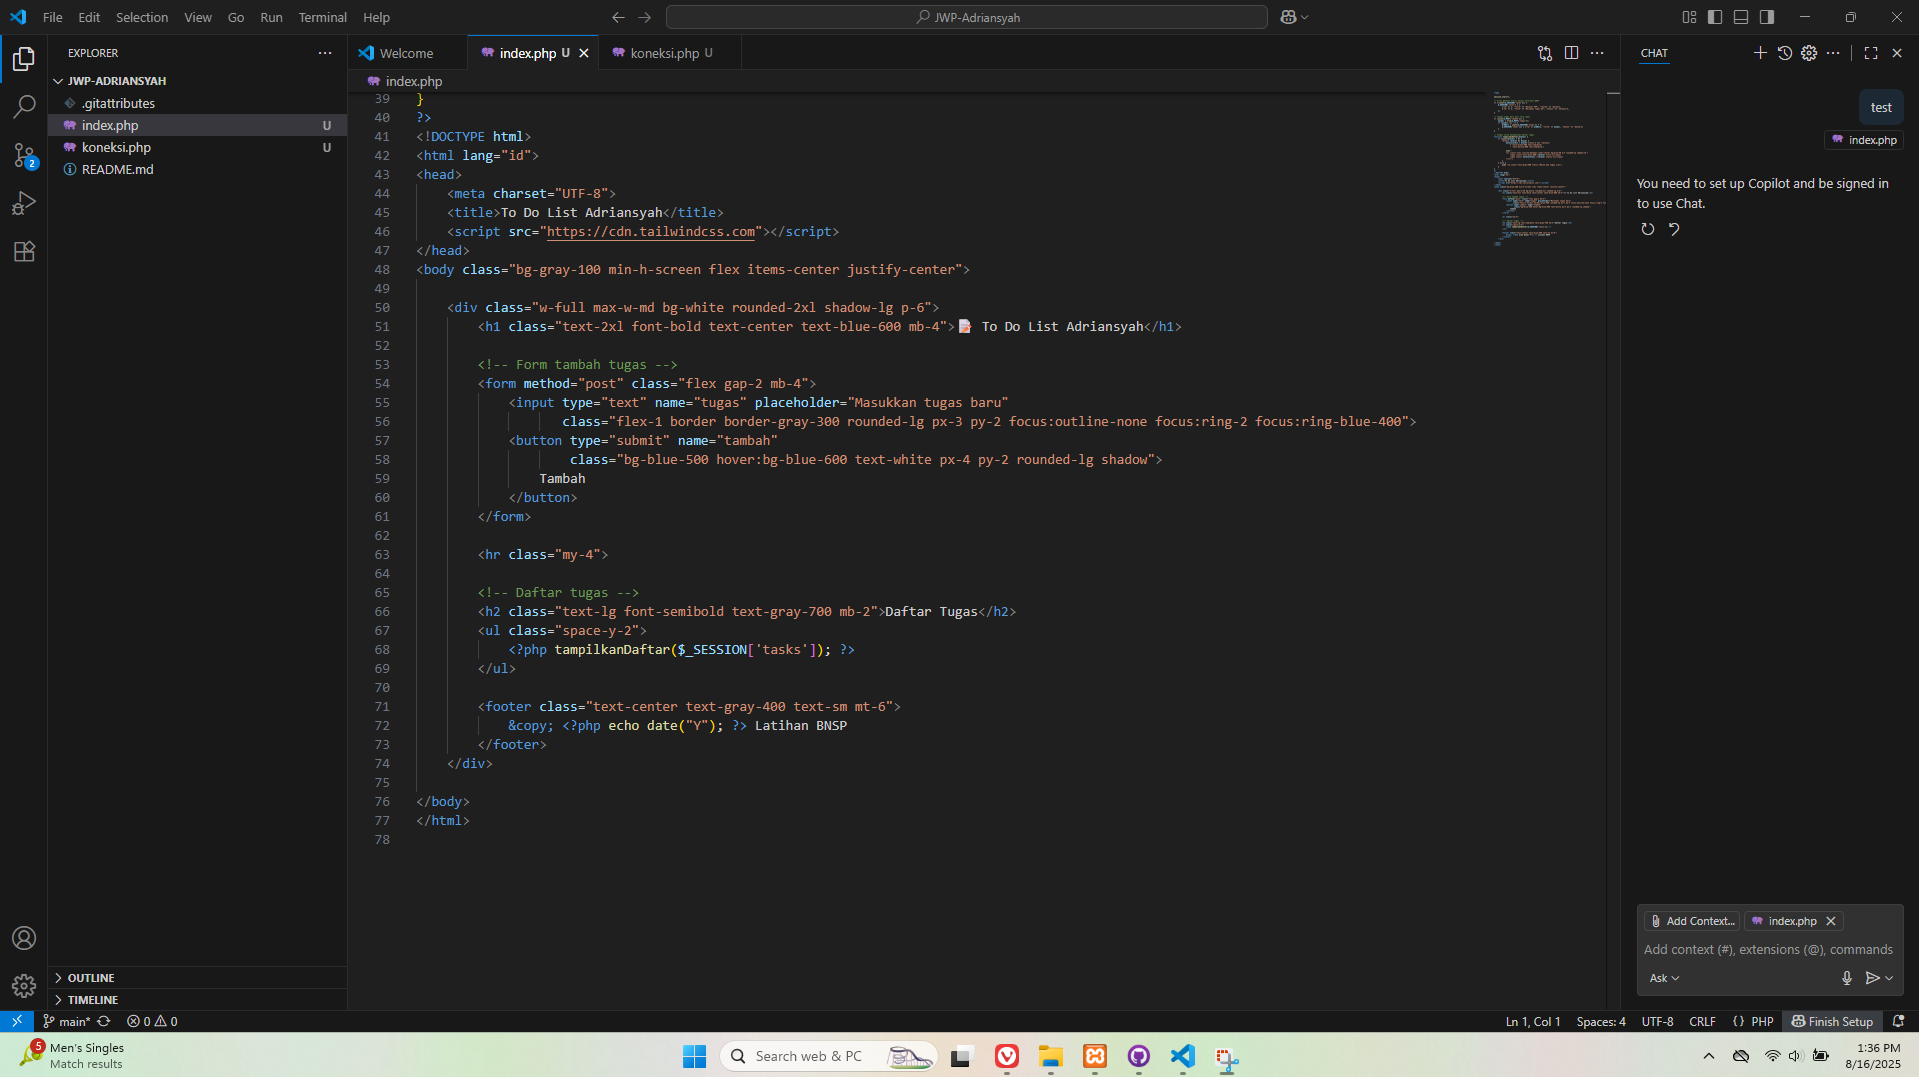 File Edit Selection View Go Run Terminal Help
JWP-Adriansyah
EXPLORER
JWP-ADRIANSYAH
.gitattributes
index.php U
koneksi.php U
README.md
2
OUTLINE
TIMELINE
Welcome
index.php U
koneksi.php U
index.php
39 }
40 ?>
41 <!DOCTYPE html>
42 <html lang="id">
43 <head>
44 <meta charset="UTF-8">
45 <title>To Do List Adriansyah</title>
46 <script src="https://cdn.tailwindcss.com"></script>
47 </head>
48 <body class="bg-gray-100 min-h-screen flex items-center justify-center">
49
50 <div class="w-full max-w-md bg-white rounded-2xl shadow-lg p-6">
51 <h1 class="text-2xl font-bold text-center text-blue-600 mb-4">📝 To Do List Adriansyah</h1>
52
53 <!-- Form tambah tugas -->
54 <form method="post" class="flex gap-2 mb-4">
55 <input type="text" name="tugas" placeholder="Masukkan tugas baru"
56 class="flex-1 border border-gray-300 rounded-lg px-3 py-2 focus:outline-none focus:ring-2 focus:ring-blue-400">
57 <button type="submit" name="tambah"
58 class="bg-blue-500 hover:bg-blue-600 text-white px-4 py-2 rounded-lg shadow">
59 Tambah
60 </button>
61 </form>
62
63 <hr class="my-4">
64
65 <!-- Daftar tugas -->
66 <h2 class="text-lg font-semibold text-gray-700 mb-2">Daftar Tugas</h2>
67 <ul class="space-y-2">
68 <?php tampilkanDaftar($_SESSION['tasks']); ?>
69 </ul>
70
71 <footer class="text-center text-gray-400 text-sm mt-6">
72 &copy; <?php echo date("Y"); ?> Latihan BNSP
73 </footer>
74 </div>
75
76 </body>
77 </html>
78
CHAT
test
index.php
You need to set up Copilot and be signed in
to use Chat.
Add Context... index.php
Add context (#), extensions (@), commands
Ask
main* 0 0
Ln 1, Col 1 Spaces: 4 UTF-8 CRLF {} PHP Finish Setup
5
Men's Singles
Match results
Search web & PC
1:36 PM
8/16/2025